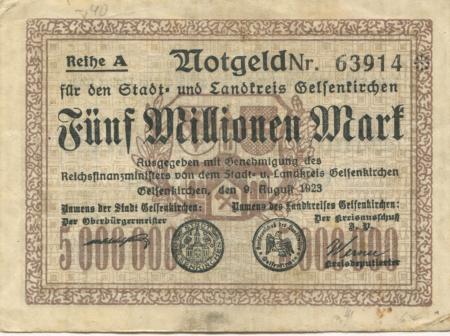 Reihe A Notgeld Nr. 63914 *
für den Stadt- und Landkreis Gelsenkirchen
Fünf Millionen Mark
Ausgegeben mit Genehmigung des
Reichsfinanzministers von dem Stadt- u. Landkreis Gelsenkirchen
Gelsenkirchen, den 9. August 1923
Namens der Stadt Gelsenkirchen: Namens des Landkreises Gelsenkirchen:
Der Oberbürgermeister Der Kreisausschuß
J. V.
5 000 000
Werner
Kreisdeputierter